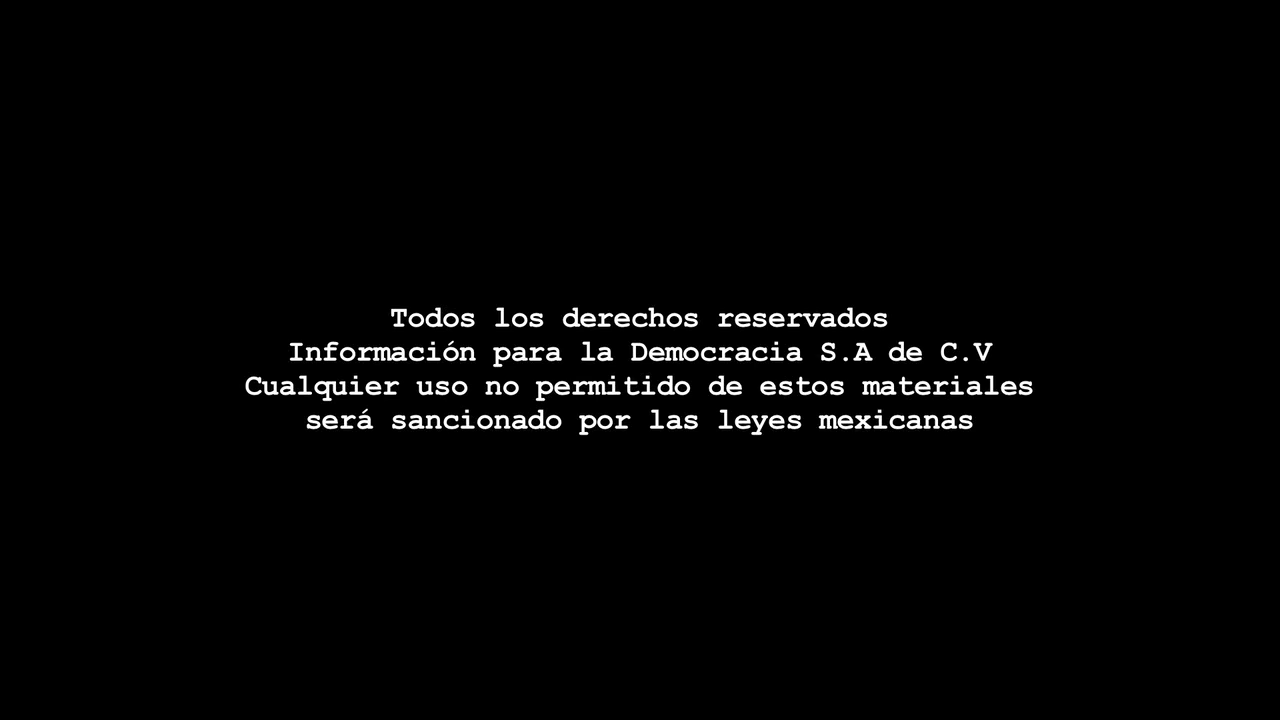 Todos los derechos reservados
Información para la Democracia S.A de C.V
Cualquier uso no permitido de estos materiales
será sancionado por las leyes mexicanas